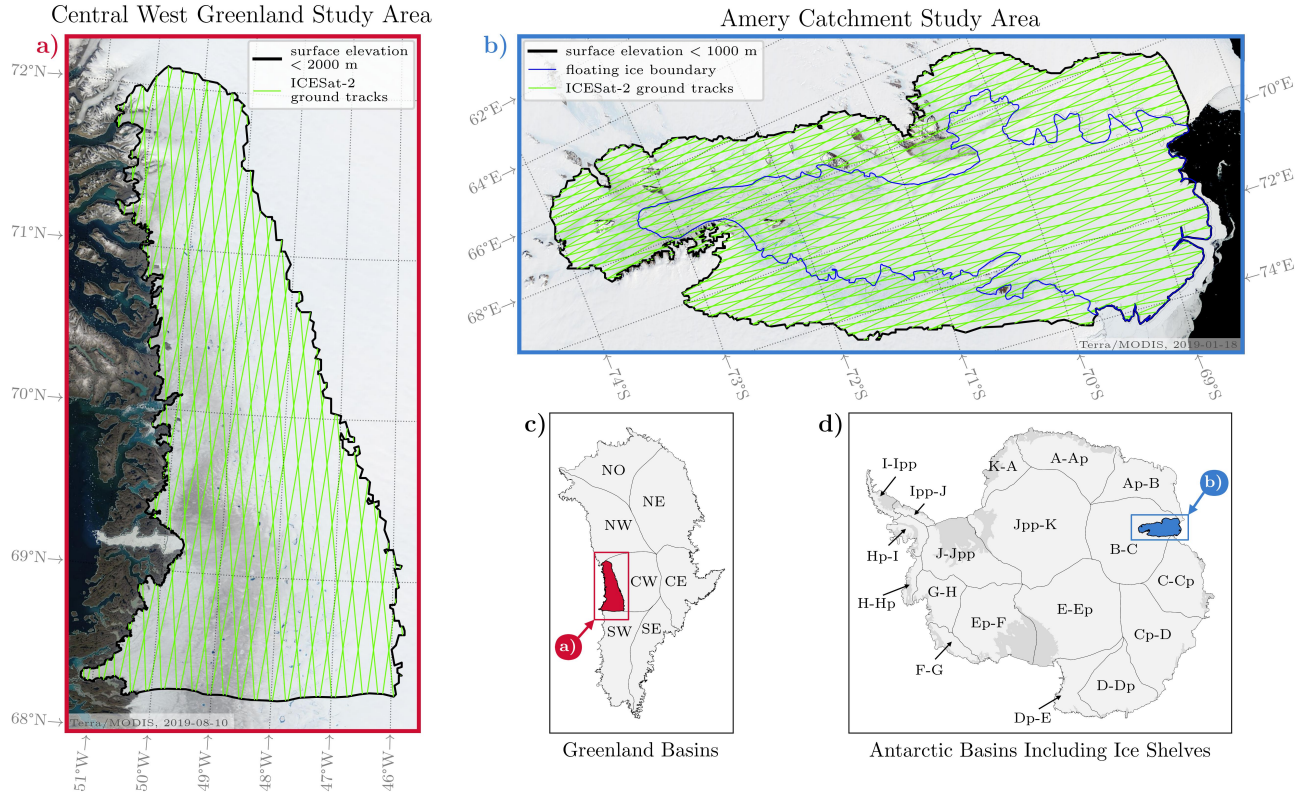 Central West Greenland Study Area
a)
surface elevation
< 2000 m
ICESat-2
ground tracks
72°N
71°N
70°N
69°N
68°N
51°W
50°W
49°W
48°W
47°W
46°W
Terra/MODIS, 2019-08-10
Amery Catchment Study Area
b)
surface elevation < 1000 m
floating ice boundary
ICESat-2 ground tracks
62°E
64°E
66°E
68°E
70°E
72°E
74°E
74°S
73°S
72°S
71°S
70°S
69°S
Terra/MODIS, 2019-01-18
c)
NO
NE
NW
CW
CE
SW
SE
a)
Greenland Basins
d)
I-Ipp
Ipp-J
K-A
A-Ap
Ap-B
b)
Hp-I
J-Jpp
Jpp-K
B-C
H-Hp
G-H
C-Cp
Ep-F
E-Ep
Cp-D
F-G
D-Dp
Dp-E
Antarctic Basins Including Ice Shelves